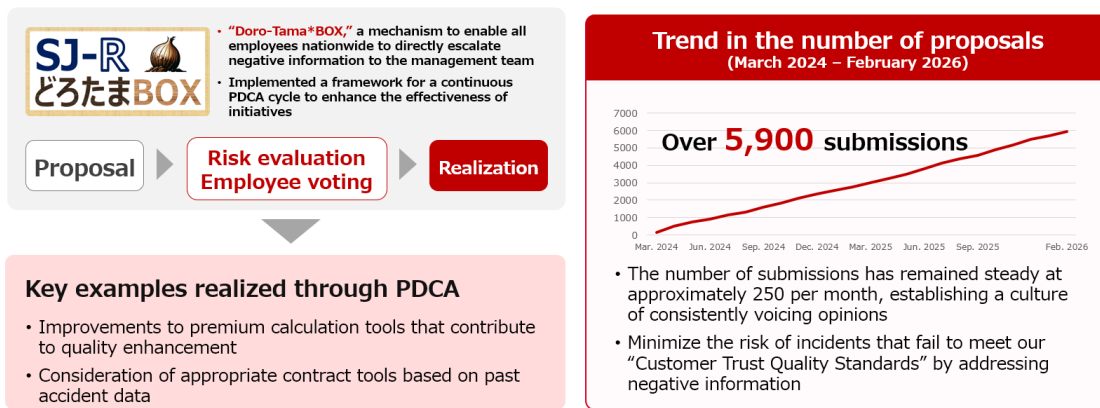 SJ-R
どろたまBOX
• “Doro-Tama*BOX,” a mechanism to enable all
employees nationwide to directly escalate
negative information to the management team
• Implemented a framework for a continuous
PDCA cycle to enhance the effectiveness of
initiatives
Proposal
Risk evaluation
Employee voting
Realization
Key examples realized through PDCA
• Improvements to premium calculation tools that contribute
to quality enhancement
• Consideration of appropriate contract tools based on past
accident data
Trend in the number of proposals
(March 2024 – February 2026)
Over 5,900 submissions
7000
6000
5000
4000
3000
2000
1000
0
Mar. 2024 Jun. 2024 Sep. 2024 Dec. 2024 Mar. 2025 Jun. 2025 Sep. 2025 Feb. 2026
• The number of submissions has remained steady at
approximately 250 per month, establishing a culture
of consistently voicing opinions
• Minimize the risk of incidents that fail to meet our
“Customer Trust Quality Standards” by addressing
negative information